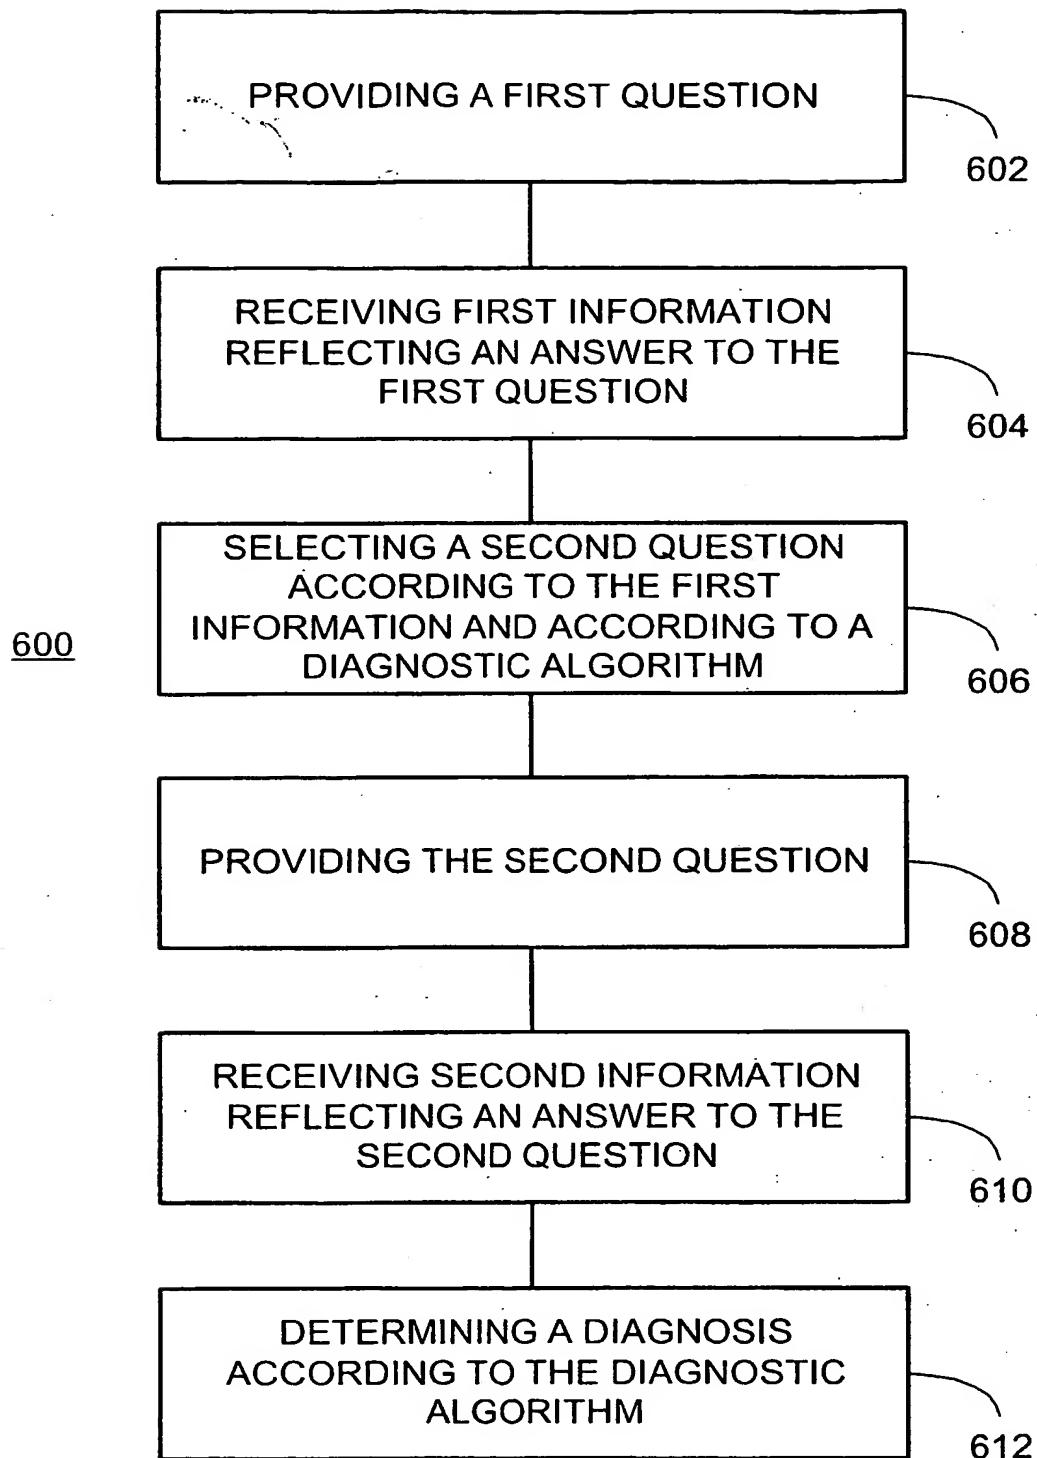 PROVIDING A FIRST QUESTION
602
RECEIVING FIRST INFORMATION
REFLECTING AN ANSWER TO THE
FIRST QUESTION
604
SELECTING A SECOND QUESTION
ACCORDING TO THE FIRST
INFORMATION AND ACCORDING TO A
DIAGNOSTIC ALGORITHM
606
600
PROVIDING THE SECOND QUESTION
608
RECEIVING SECOND INFORMATION
REFLECTING AN ANSWER TO THE
SECOND QUESTION
610
DETERMINING A DIAGNOSIS
ACCORDING TO THE DIAGNOSTIC
ALGORITHM
612